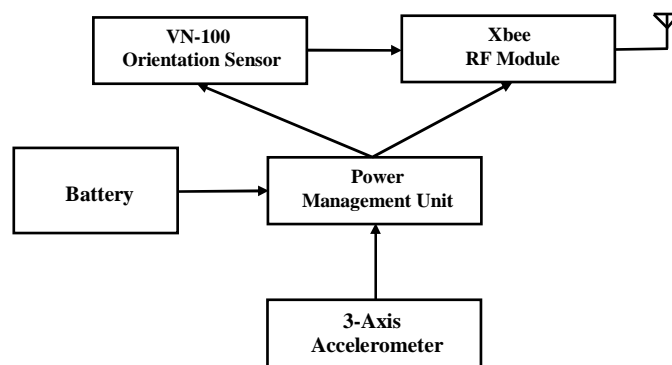 VN-100
Orientation Sensor
Xbee
RF Module
Battery
Power
Management Unit
3-Axis
Accelerometer